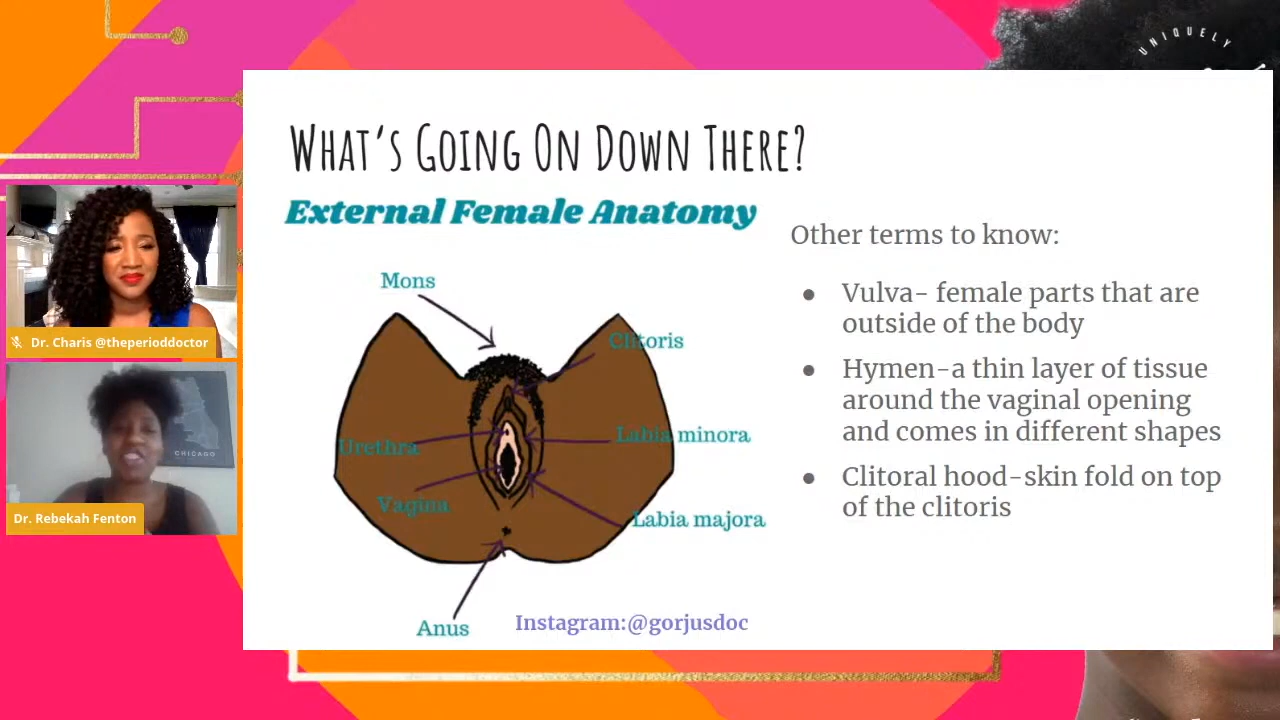 UNIQUELY
WHAT'S GOING ON DOWN THERE?
External Female Anatomy
Mons
Clitoris
Urethra
Labia minora
Vagina
Labia majora
Anus
Instagram:@gorjusdoc
Other terms to know:
● Vulva- female parts that are
outside of the body
● Hymen-a thin layer of tissue
around the vaginal opening
and comes in different shapes
● Clitoral hood-skin fold on top
of the clitoris
Dr. Charis @theperioddoctor
CHICAGO
Dr. Rebekah Fenton